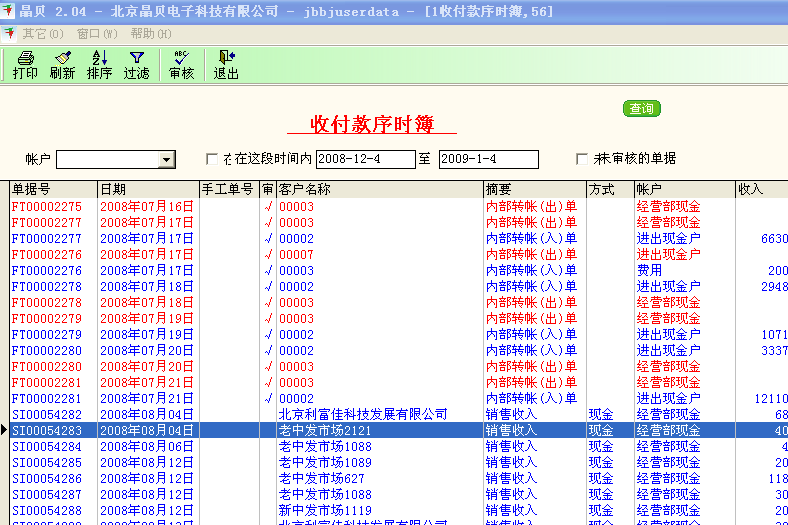 晶贝 2.04 - 北京晶贝电子科技有限公司 - jbbjuserdata - [1收付款序时簿,56]
其它(O) 窗口(W) 帮助(H)
打印 刷新 排序 过滤 审核 退出
查询
收付款序时簿
帐户 在这段时间内 2008-12-4 至 2009-1-4 未审核的单据
单据号 日期 手工单号 审 客户名称 摘要 方式 帐户 收入
FT00002275 2008年07月16日 √ 00003 内部转帐(出)单 经营部现金
FT00002277 2008年07月17日 √ 00003 内部转帐(出)单 经营部现金
FT00002277 2008年07月17日 √ 00002 内部转帐(入)单 进出现金户 6630
FT00002276 2008年07月17日 √ 00007 内部转帐(出)单 进出现金户
FT00002276 2008年07月17日 √ 00003 内部转帐(入)单 费用 200
FT00002278 2008年07月18日 √ 00002 内部转帐(入)单 进出现金户 2948
FT00002278 2008年07月18日 √ 00003 内部转帐(出)单 经营部现金
FT00002279 2008年07月19日 √ 00003 内部转帐(出)单 经营部现金
FT00002279 2008年07月19日 √ 00002 内部转帐(入)单 进出现金户 1071
FT00002280 2008年07月20日 √ 00002 内部转帐(入)单 进出现金户 3337
FT00002280 2008年07月20日 √ 00003 内部转帐(出)单 经营部现金
FT00002281 2008年07月21日 √ 00003 内部转帐(出)单 经营部现金
FT00002281 2008年07月21日 √ 00002 内部转帐(入)单 进出现金户 12110
SI00054282 2008年08月04日 北京利富佳科技发展有限公司 销售收入 现金 经营部现金 68
SI00054283 2008年08月04日 老中发市场2121 销售收入 现金 经营部现金 40
SI00054284 2008年08月06日 老中发市场1088 销售收入 现金 经营部现金 4
SI00054285 2008年08月12日 老中发市场1089 销售收入 现金 经营部现金 20
SI00054286 2008年08月12日 老中发市场627 销售收入 现金 经营部现金 118
SI00054287 2008年08月12日 老中发市场1088 销售收入 现金 经营部现金 30
SI00054288 2008年08月12日 新中发市场1119 销售收入 现金 经营部现金 20